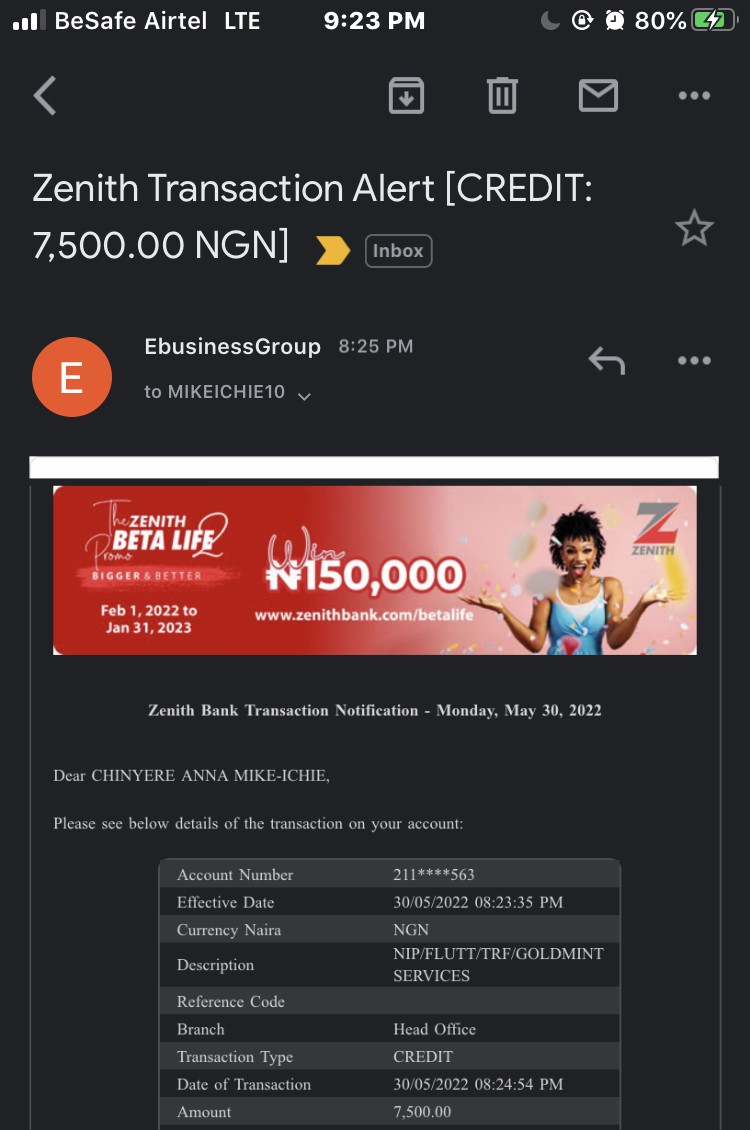 BeSafe Airtel LTE 9:23 PM 80%
Zenith Transaction Alert [CREDIT:
7,500.00 NGN] Inbox
E
EbusinessGroup 8:25 PM
to MIKEICHIE10
The ZENITH
BETA LIFE 2
Promo
BIGGER & BETTER
Feb 1, 2022 to
Jan 31, 2023
Win
₦150,000
www.zenithbank.com/betalife
Z
ZENITH
Zenith Bank Transaction Notification - Monday, May 30, 2022
Dear CHINYERE ANNA MIKE-ICHIE,
Please see below details of the transaction on your account:
Account Number 211****563
Effective Date 30/05/2022 08:23:35 PM
Currency Naira NGN
Description NIP/FLUTT/TRF/GOLDMINT
SERVICES
Reference Code
Branch Head Office
Transaction Type CREDIT
Date of Transaction 30/05/2022 08:24:54 PM
Amount 7,500.00